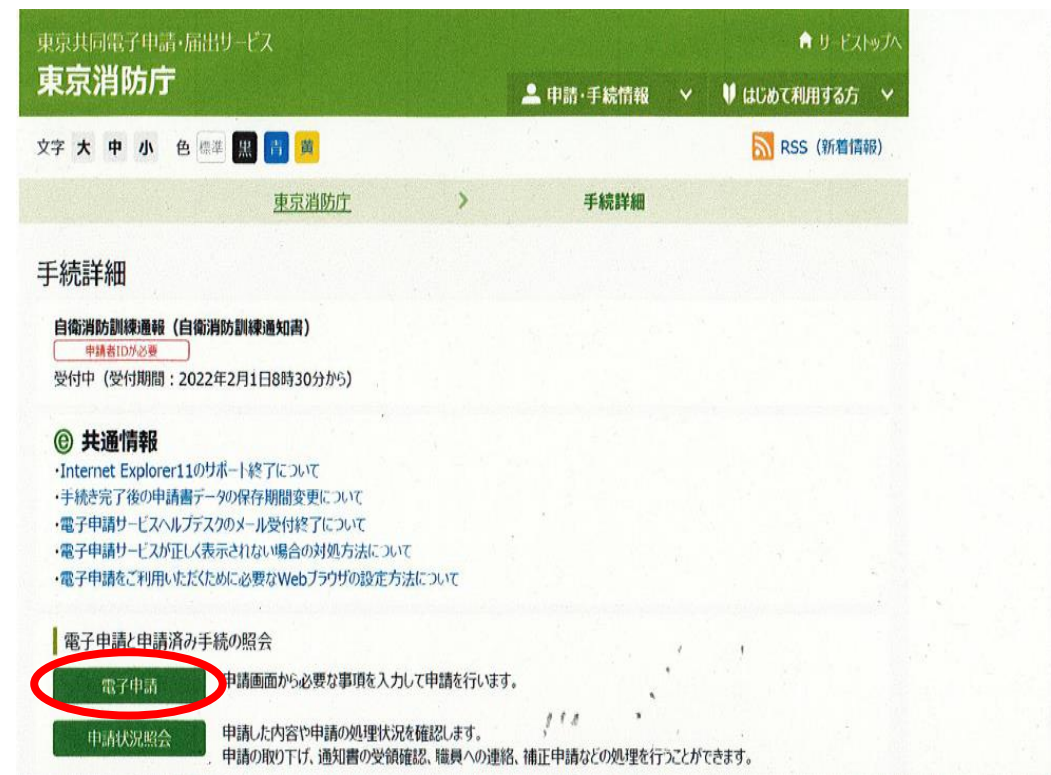 東京共同電子申請・届出サービス
サービストップへ
東京消防庁
申請・手続情報
はじめて利用する方
文字 大 中 小 色 標準 黒 青 黄
RSS（新着情報）
東京消防庁 > 手続詳細
手続詳細
自衛消防訓練通報（自衛消防訓練通知書）
申請者IDが必要
受付中（受付期間：2022年2月1日8時30分から）
共通情報
・Internet Explorer11のサポート終了について
・手続き完了後の申請書データの保存期間変更について
・電子申請サービスヘルプデスクのメール受付終了について
・電子申請サービスが正しく表示されない場合の対処方法について
・電子申請をご利用いただくために必要なWebブラウザの設定方法について
電子申請と申請済み手続の照会
電子申請 申請画面から必要な事項を入力して申請を行います。
申請状況照会 申請した内容や申請の処理状況を確認します。
申請の取り下げ、通知書の受領確認、職員への連絡、補正申請などの処理を行うことができます。